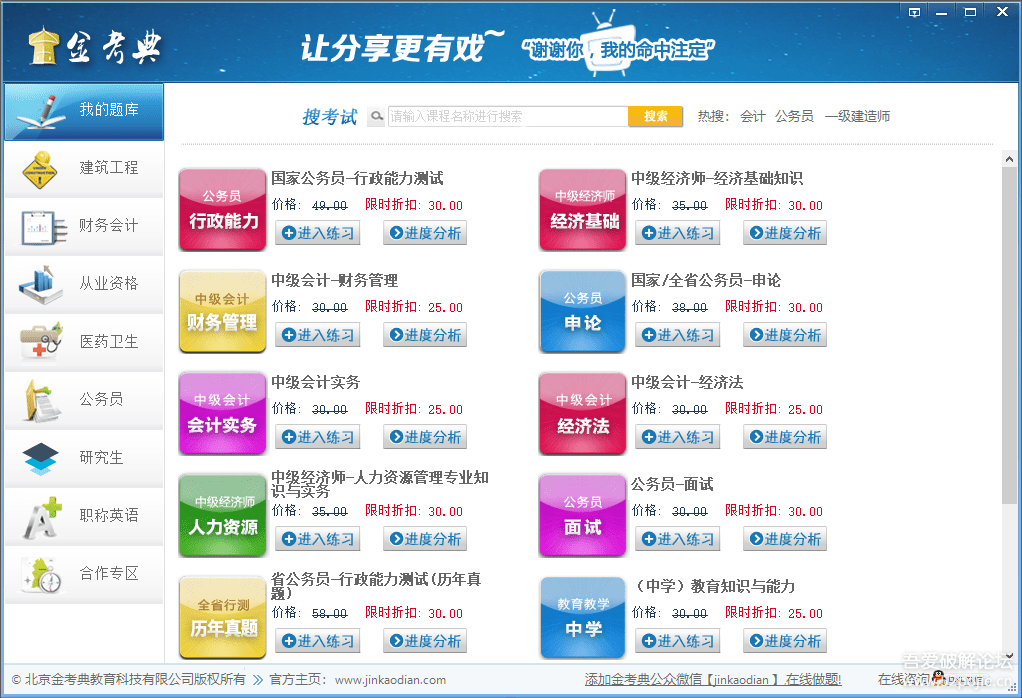 金考典
让分享更有戏~
“谢谢你，我的命中注定”
我的题库
建筑工程
财务会计
从业资格
医药卫生
公务员
研究生
职称英语
合作专区
搜考试
请输入课程名称进行搜索
搜索
热搜: 会计 公务员 一级建造师
公务员
行政能力
国家公务员-行政能力测试
价格: 49.00 限时折扣: 30.00
进入练习 进度分析
中级经济师
经济基础
中级经济师-经济基础知识
价格: 35.00 限时折扣: 30.00
进入练习 进度分析
中级会计
财务管理
中级会计-财务管理
价格: 30.00 限时折扣: 25.00
进入练习 进度分析
公务员
申论
国家/全省公务员-申论
价格: 38.00 限时折扣: 30.00
进入练习 进度分析
中级会计
会计实务
中级会计实务
价格: 30.00 限时折扣: 25.00
进入练习 进度分析
中级会计
经济法
中级会计-经济法
价格: 30.00 限时折扣: 25.00
进入练习 进度分析
中级经济师
人力资源
中级经济师-人力资源管理专业知
识与实务
价格: 35.00 限时折扣: 30.00
进入练习 进度分析
公务员
面试
公务员-面试
价格: 30.00 限时折扣: 30.00
进入练习 进度分析
全省行测
历年真题
省公务员-行政能力测试(历年真
题)
价格: 58.00 限时折扣: 30.00
进入练习 进度分析
教育教学
中学
（中学）教育知识与能力
价格: 30.00 限时折扣: 25.00
进入练习 进度分析
© 北京金考典教育科技有限公司版权所有 官方主页: www.jinkaodian.com
添加金考典公众微信【jinkaodian 】,在线做题!
在线咨询
吾爱破解论坛